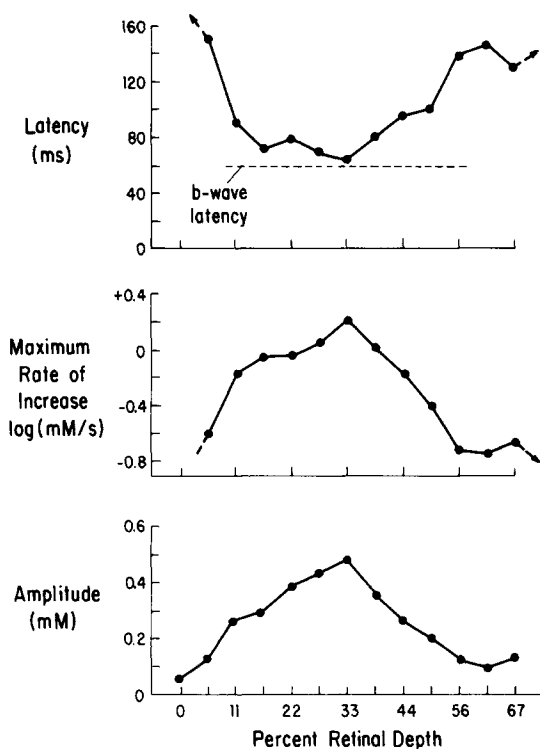 160
120
80
40
0
Latency
(ms)
b-wave
latency
+0.4
0
-0.4
-0.8
Maximum
Rate of
Increase
log(mM/s)
0.6
0.4
0.2
0
Amplitude
(mM)
0 11 22 33 44 56 67
Percent Retinal Depth